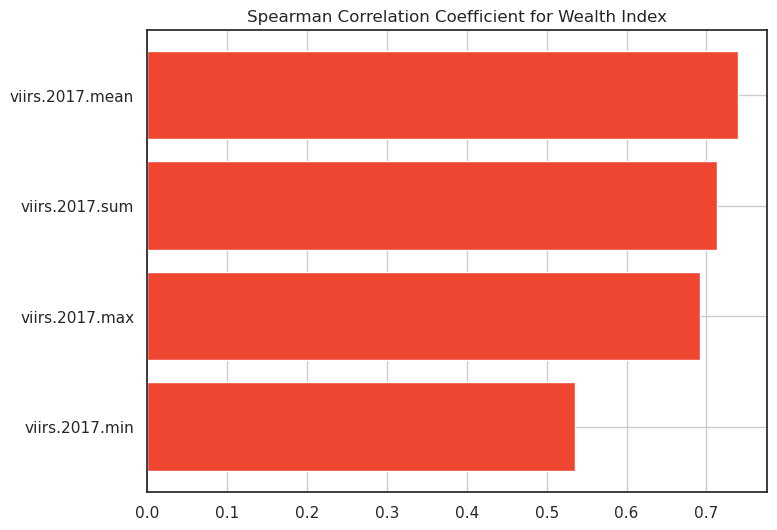 Spearman Correlation Coefficient for Wealth Index
viirs.2017.mean
viirs.2017.sum
viirs.2017.max
viirs.2017.min
0.0 0.1 0.2 0.3 0.4 0.5 0.6 0.7